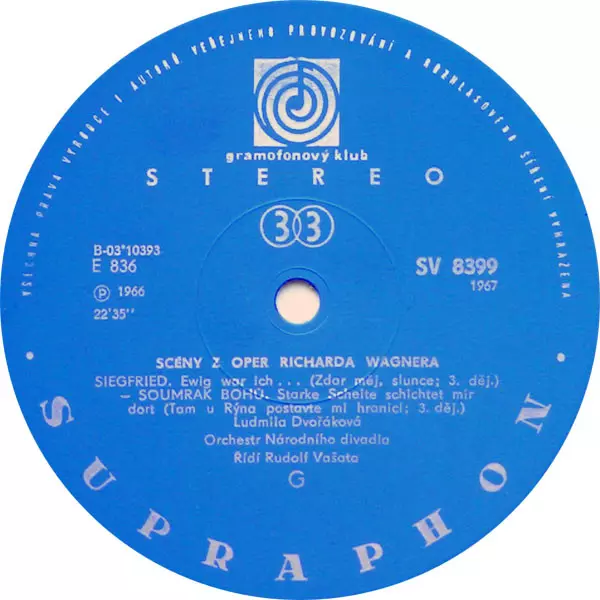 VŠECHNA PRÁVA VÝROBCE I AUTORŮ VEŘEJNÉHO PROVOZOVÁNÍ A ROZHLASOVÉHO ŠÍŘENÍ VYHRAZENA
gramofonový klub
STEREO
33
B-03*10393
E 836
SV 8399
1967
Ⓟ 1966
22'35''
SCÉNY Z OPER RICHARDA WAGNERA
SIEGFRIED. Ewig war ich... (Zdar měj, slunce; 3. děj.)
— SOUMRAK BOHŮ. Starke Scheite schichtet mir
dort (Tam u Rýna postavte mi hranici; 3. děj.)
Ludmila Dvořáková
Orchestr Národního divadla
Řídí Rudolf Vašata
G
• SUPRAPHON •